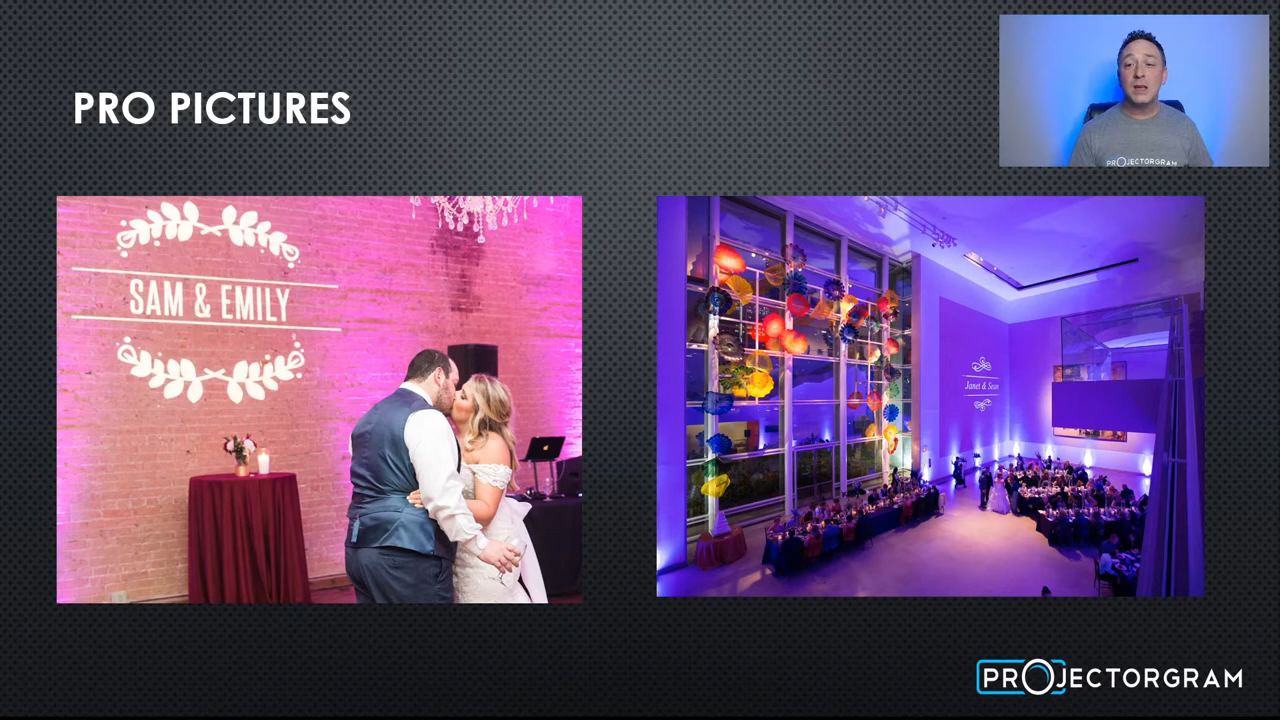 PRO PICTURES
PROJECTORGRAM
SAM & EMILY
Janet & Sean
PROJECTORGRAM